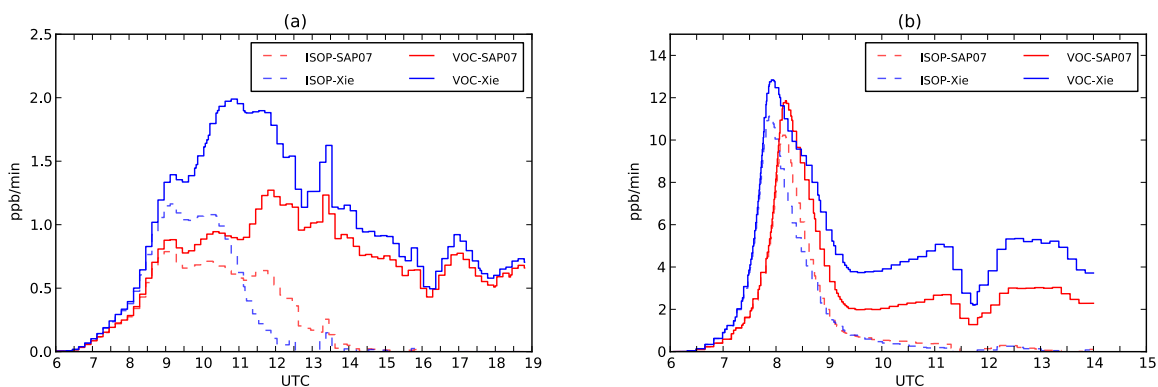 (a)
2.5
2.0
1.5
1.0
0.5
0.0
ppb/min
ISOP-SAP07 VOC-SAP07
ISOP-Xie VOC-Xie
6 7 8 9 10 11 12 13 14 15 16 17 18 19
UTC
(b)
14
12
10
8
6
4
2
0
ppb/min
ISOP-SAP07 VOC-SAP07
ISOP-Xie VOC-Xie
6 7 8 9 10 11 12 13 14 15
UTC